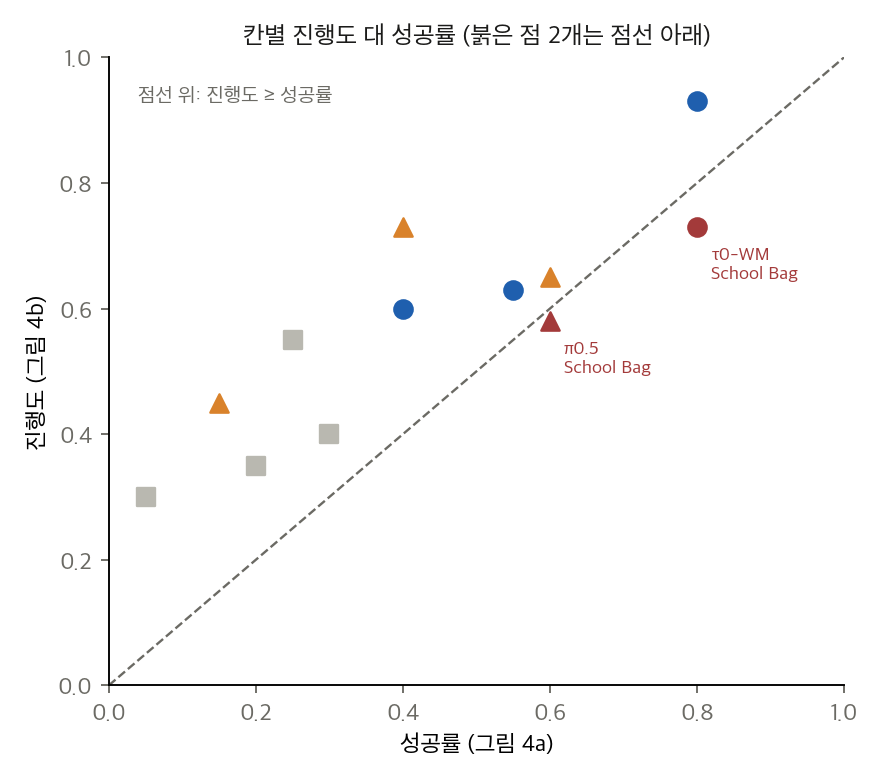 칸별 진행도 대 성공률 (붉은 점 2개는 점선 아래)
점선 위: 진행도 ≥ 성공률
진행도 (그림 4b)
1.0
0.8
0.6
0.4
0.2
0.0
τ0-WM
School Bag
π0.5
School Bag
0.0 0.2 0.4 0.6 0.8 1.0
성공률 (그림 4a)